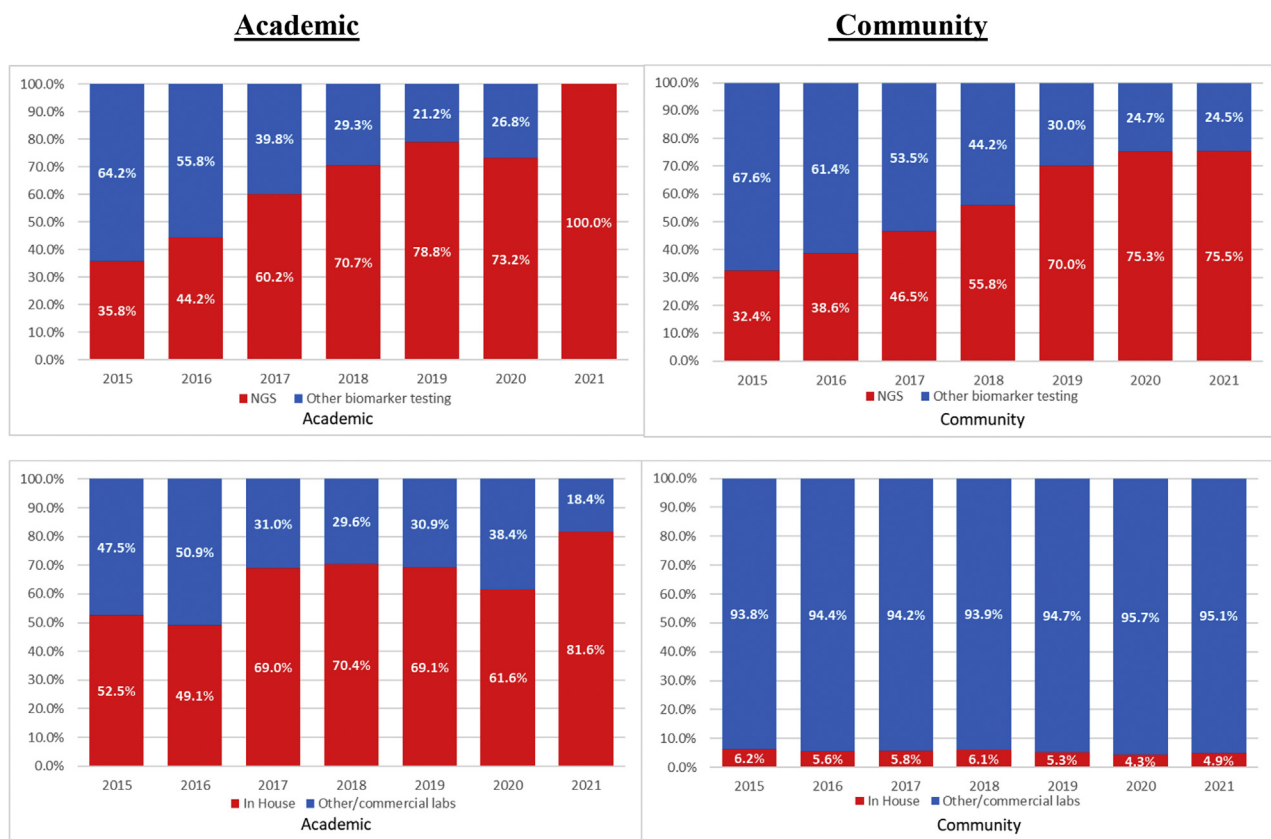 Academic
Community
100.0%
90.0%
80.0%
70.0%
60.0%
50.0%
40.0%
30.0%
20.0%
10.0%
0.0%
64.2% 55.8% 39.8% 29.3% 21.2% 26.8%
35.8% 44.2% 60.2% 70.7% 78.8% 73.2% 100.0%
2015 2016 2017 2018 2019 2020 2021
NGS Other biomarker testing
Academic
100.0%
90.0%
80.0%
70.0%
60.0%
50.0%
40.0%
30.0%
20.0%
10.0%
0.0%
67.6% 61.4% 53.5% 44.2% 30.0% 24.7% 24.5%
32.4% 38.6% 46.5% 55.8% 70.0% 75.3% 75.5%
2015 2016 2017 2018 2019 2020 2021
NGS Other biomarker testing
Community
100.0%
90.0%
80.0%
70.0%
60.0%
50.0%
40.0%
30.0%
20.0%
10.0%
0.0%
47.5% 50.9% 31.0% 29.6% 30.9% 38.4% 18.4%
52.5% 49.1% 69.0% 70.4% 69.1% 61.6% 81.6%
2015 2016 2017 2018 2019 2020 2021
In House Other/commercial labs
Academic
100.0%
90.0%
80.0%
70.0%
60.0%
50.0%
40.0%
30.0%
20.0%
10.0%
0.0%
93.8% 94.4% 94.2% 93.9% 94.7% 95.7% 95.1%
6.2% 5.6% 5.8% 6.1% 5.3% 4.3% 4.9%
2015 2016 2017 2018 2019 2020 2021
In House Other/commercial labs
Community